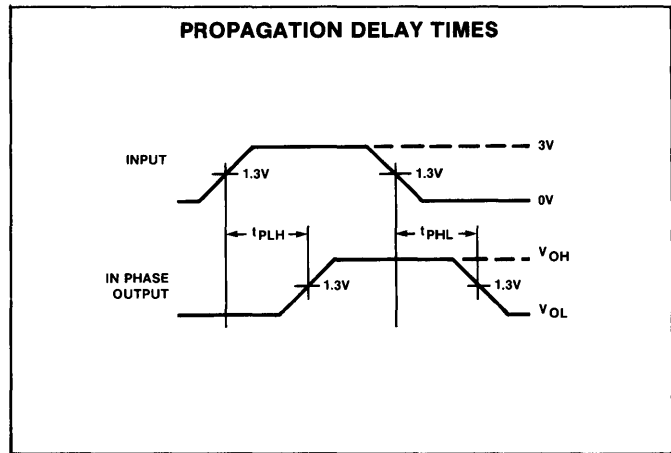 PROPAGATION DELAY TIMES
3V
INPUT
1.3V
1.3V
0V
tPLH
tPHL
VOH
IN PHASE
OUTPUT
1.3V
1.3V
VOL